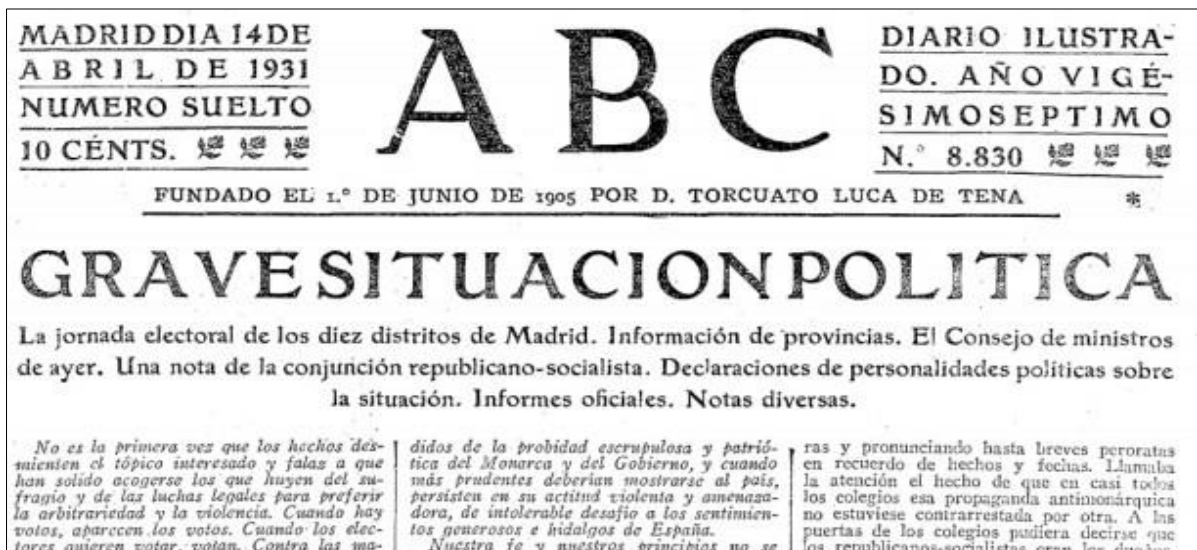 MADRID DIA 14 DE
ABRIL DE 1931
NUMERO SUELTO
10 CÉNTS.
ABC
DIARIO ILUSTRA-
DO. AÑO VIGÉ-
SIMOSEPTIMO
N.º 8.830
FUNDADO EL 1.º DE JUNIO DE 1905 POR D. TORCUATO LUCA DE TENA *
GRAVE SITUACION POLITICA
La jornada electoral de los diez distritos de Madrid. Información de provincias. El Consejo de ministros
de ayer. Una nota de la conjunción republicano-socialista. Declaraciones de personalidades políticas sobre
la situación. Informes oficiales. Notas diversas.
No es la primera vez que los hechos des-
mienten el tópico interesado y falaz a que
han solido acogerse los que huyen del su-
fragio y de las luchas legales para preferir
la arbitrariedad y la violencia. Cuando hay
votos, aparecen los votos. Cuando los elec-
tores quieren votar, votan. Contra las ma-
didos de la probidad escrupulosa y patrió-
tica del Monarca y del Gobierno, y cuando
más prudentes deberían mostrarse al país,
persisten en su actitud violenta y amenaza-
dora, de intolerable desafío a los sentimien-
tos generosos e hidalgos de España.
Nuestra fe y nuestros principios no se
ras y pronunciando hasta breves peroratas
en recuerdo de hechos y fechas. Llamaba
la atención el hecho de que en casi todos
los colegios esa propaganda antimonárquica
no estuviese contrarrestada por otra. A las
puertas de los colegios pudiera decirse que
los republicanos-socialistas eran los